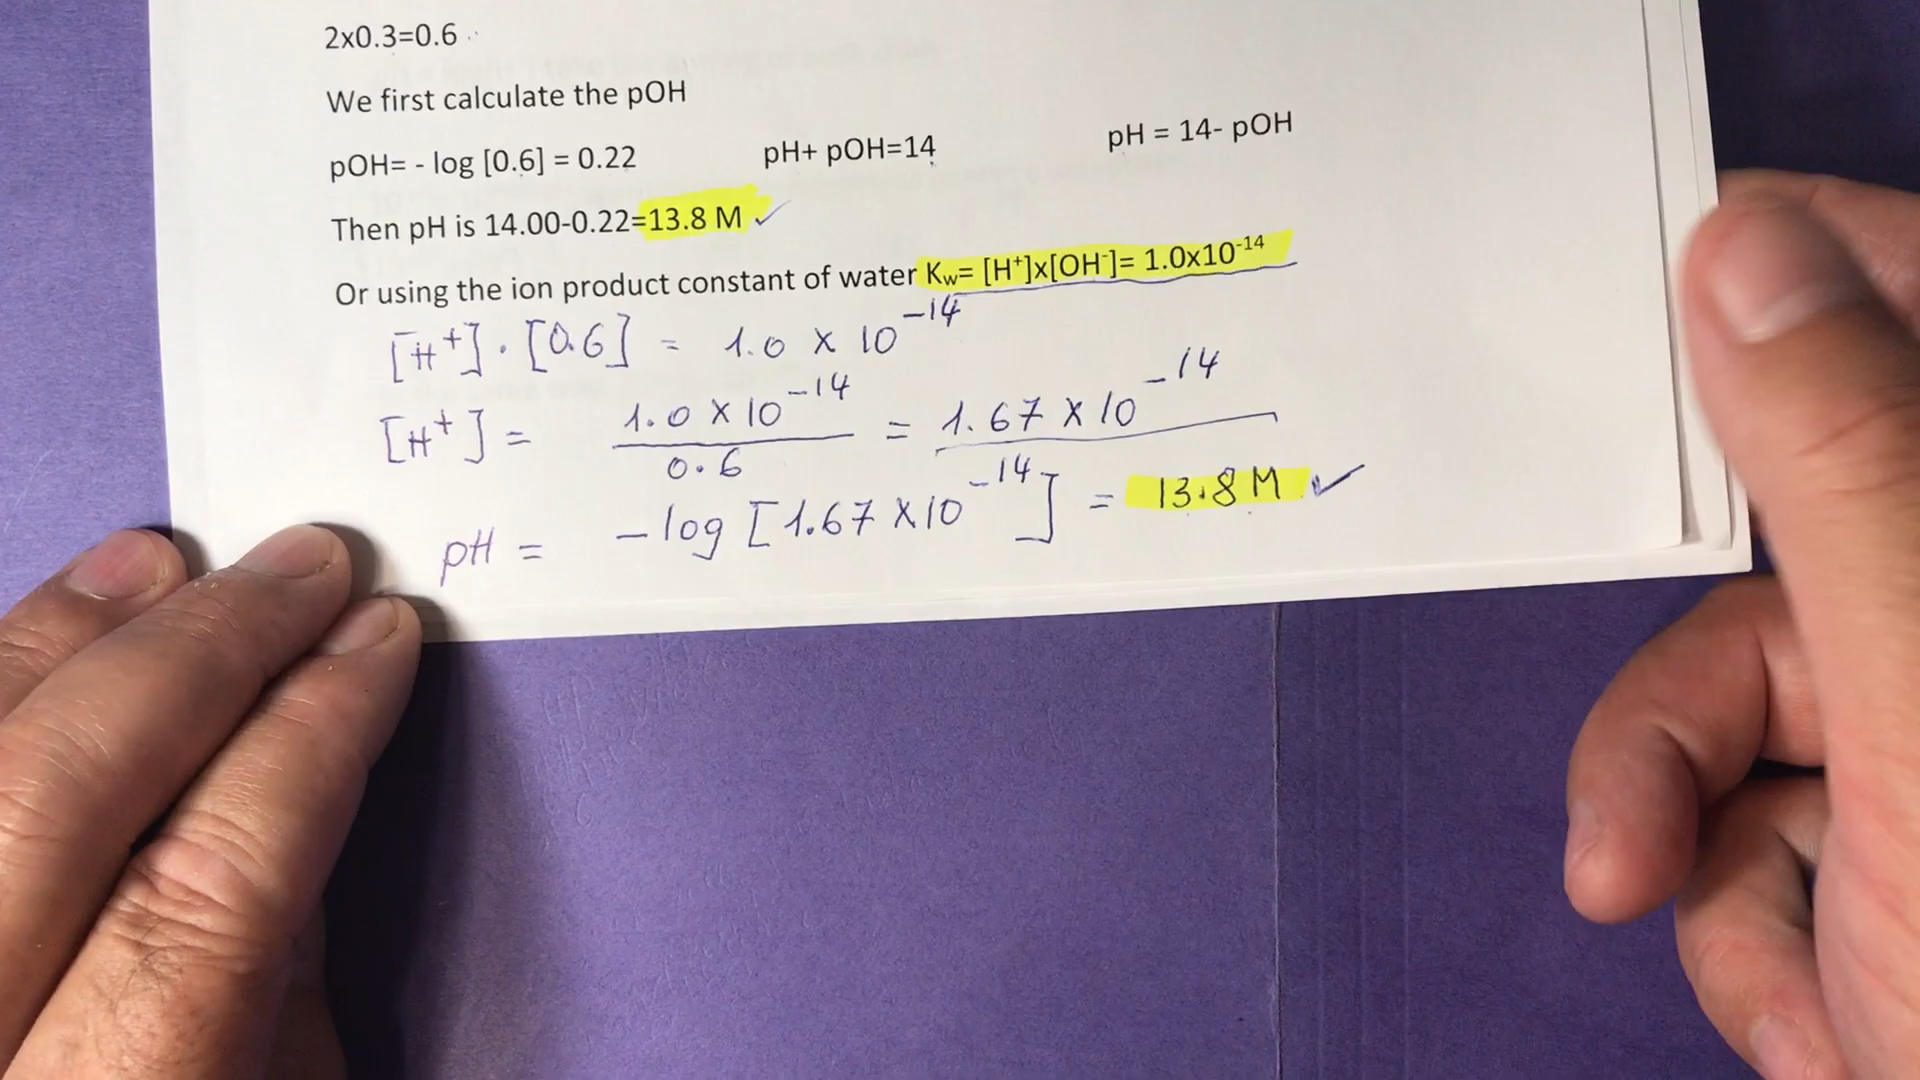 2x0.3=0.6
We first calculate the pOH
pOH= - log [0.6] = 0.22 pH+ pOH=14 pH = 14- pOH
Then pH is 14.00-0.22=13.8 M ✓
Or using the ion product constant of water Kw= [H⁺]x[OH⁻]= 1.0x10⁻¹⁴
[H⁺] · [0.6] = 1.0 x 10⁻¹⁴
[H⁺] = 1.0 x 10⁻¹⁴ / 0.6 = 1.67 x 10⁻¹⁴
pH = - log [1.67 x 10⁻¹⁴] = 13.8 M ✓